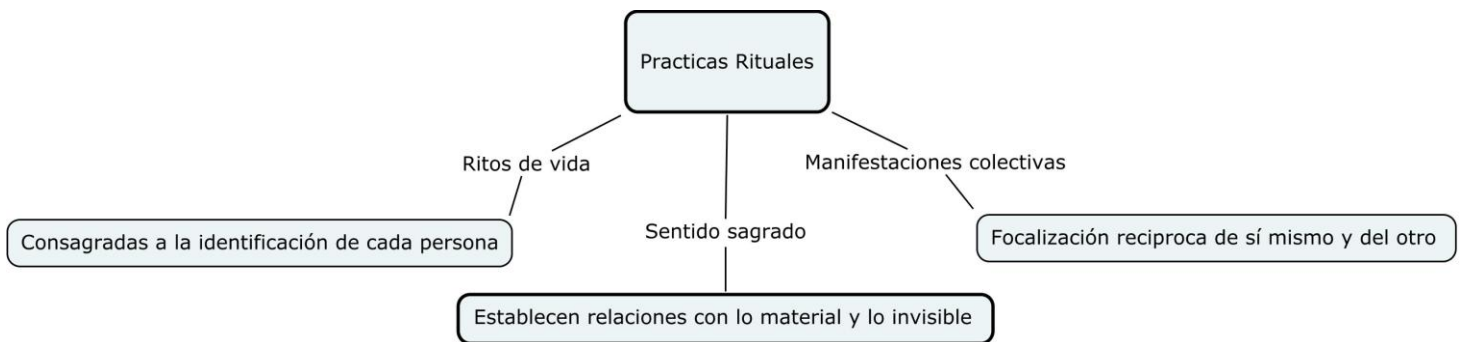 Practicas Rituales
Ritos de vida
Manifestaciones colectivas
Sentido sagrado
Consagradas a la identificación de cada persona
Focalización reciproca de sí mismo y del otro
Establecen relaciones con lo material y lo invisible